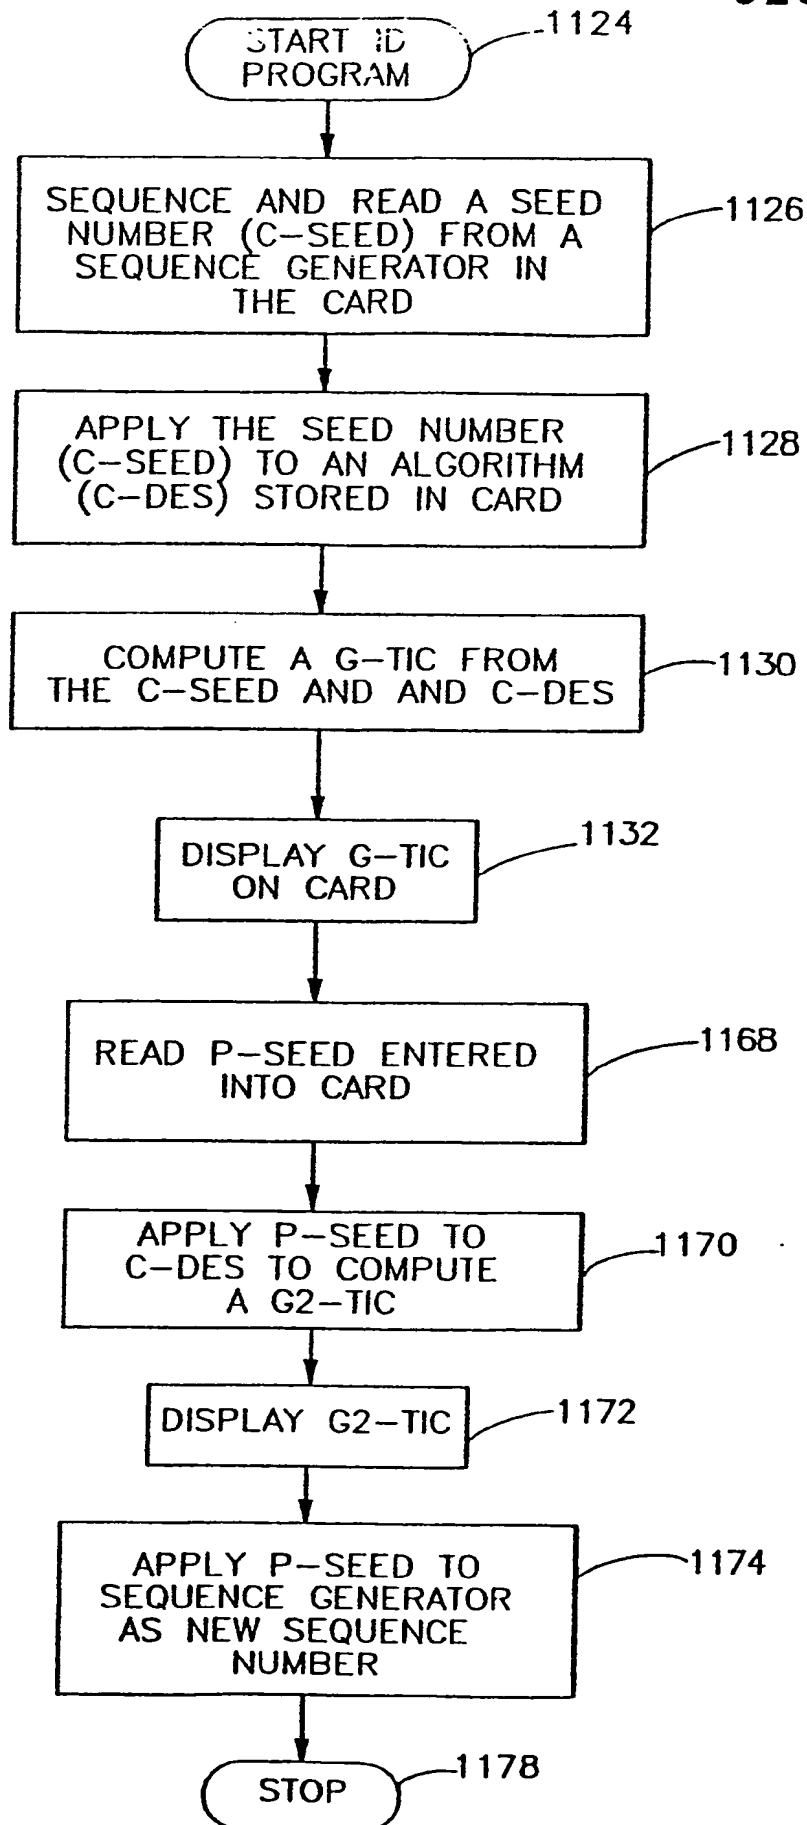 START ID
PROGRAM
1124
SEQUENCE AND READ A SEED
NUMBER (C-SEED) FROM A
SEQUENCE GENERATOR IN
THE CARD
1126
APPLY THE SEED NUMBER
(C-SEED) TO AN ALGORITHM
(C-DES) STORED IN CARD
1128
COMPUTE A G-TIC FROM
THE C-SEED AND AND C-DES
1130
DISPLAY G-TIC
ON CARD
1132
READ P-SEED ENTERED
INTO CARD
1168
APPLY P-SEED TO
C-DES TO COMPUTE
A G2-TIC
1170
DISPLAY G2-TIC
1172
APPLY P-SEED TO
SEQUENCE GENERATOR
AS NEW SEQUENCE
NUMBER
1174
STOP
1178